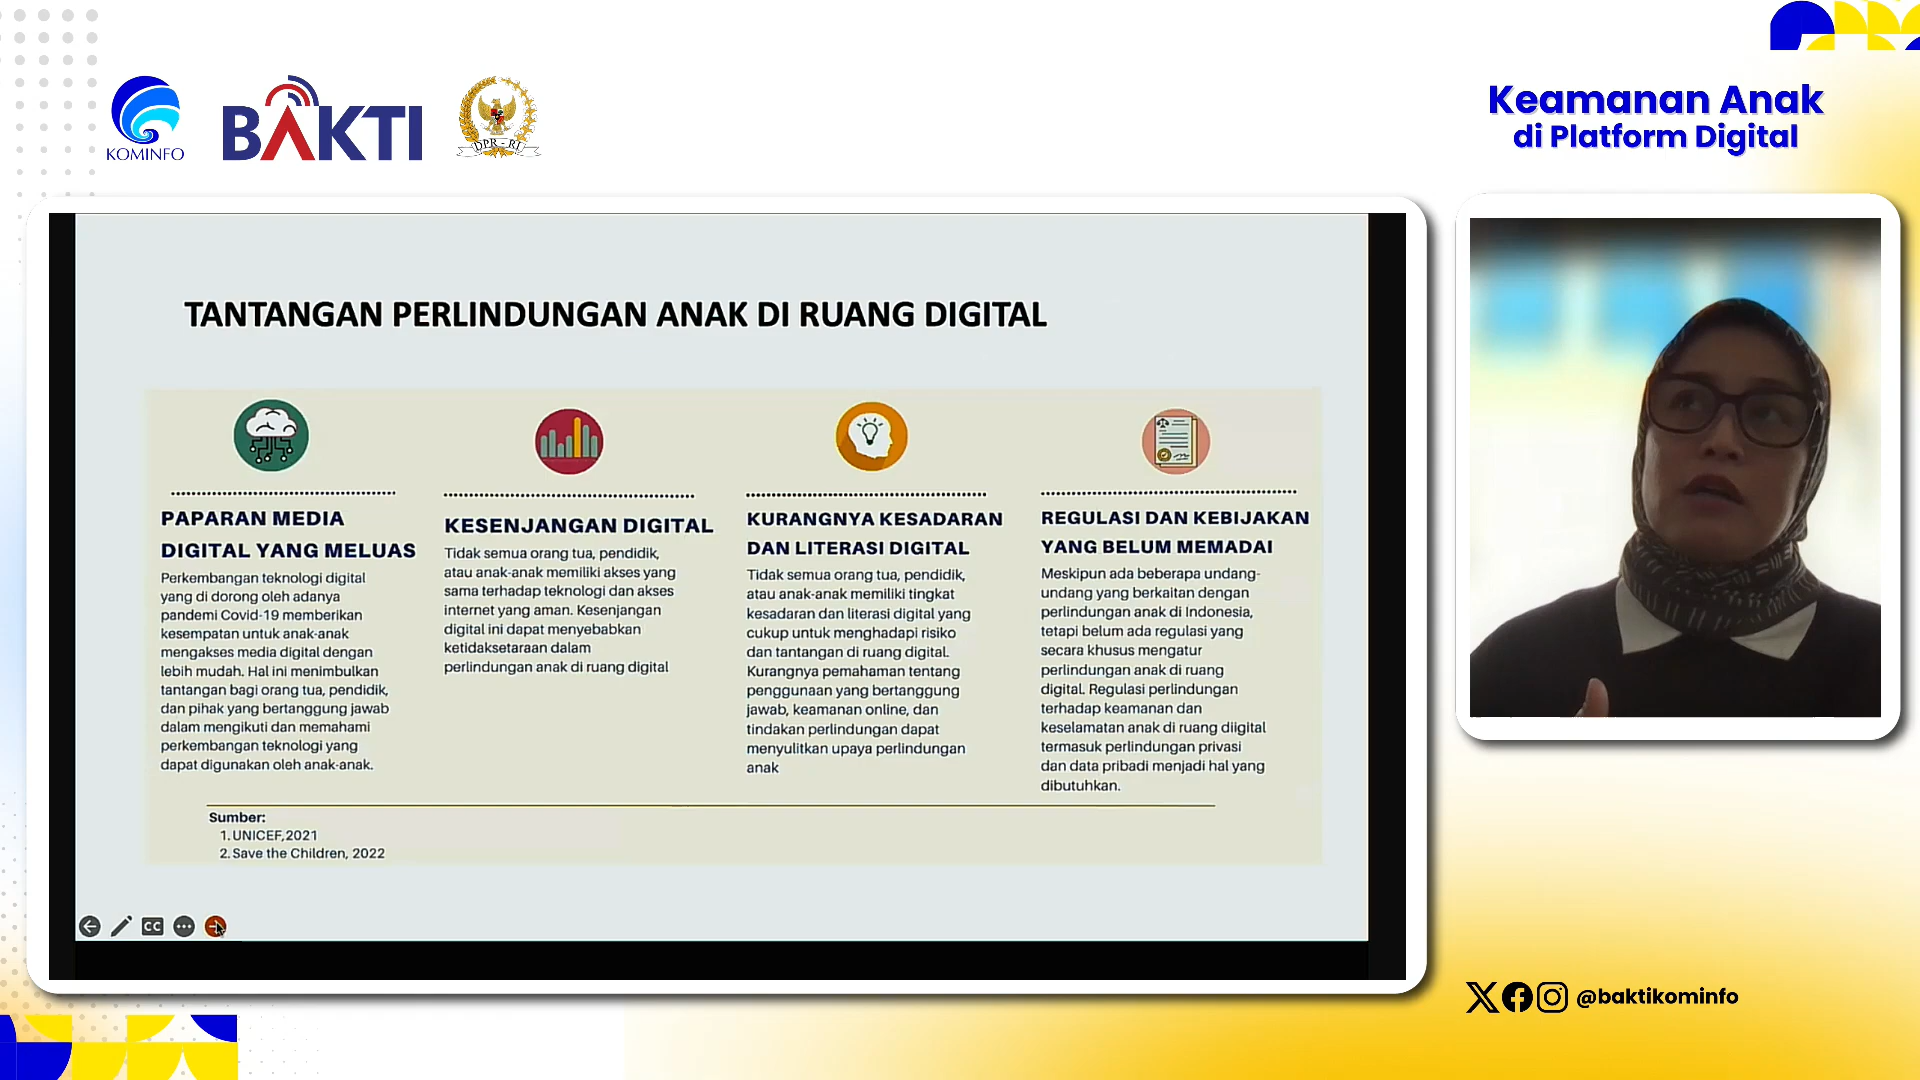 KOMINFO
BAKTI
DPR - RI
Keamanan Anak
di Platform Digital
TANTANGAN PERLINDUNGAN ANAK DI RUANG DIGITAL
PAPARAN MEDIA
DIGITAL YANG MELUAS
Perkembangan teknologi digital
yang di dorong oleh adanya
pandemi Covid-19 memberikan
kesempatan untuk anak-anak
mengakses media digital dengan
lebih mudah. Hal ini menimbulkan
tantangan bagi orang tua, pendidik,
dan pihak yang bertanggung jawab
dalam mengikuti dan memahami
perkembangan teknologi yang
dapat digunakan oleh anak-anak.
KESENJANGAN DIGITAL
Tidak semua orang tua, pendidik,
atau anak-anak memiliki akses yang
sama terhadap teknologi dan akses
internet yang aman. Kesenjangan
digital ini dapat menyebabkan
ketidaksetaraan dalam
perlindungan anak di ruang digital
KURANGNYA KESADARAN
DAN LITERASI DIGITAL
Tidak semua orang tua, pendidik,
atau anak-anak memiliki tingkat
kesadaran dan literasi digital yang
cukup untuk menghadapi risiko
dan tantangan di ruang digital.
Kurangnya pemahaman tentang
penggunaan yang bertanggung
jawab, keamanan online, dan
tindakan perlindungan dapat
menyulitkan upaya perlindungan
anak
REGULASI DAN KEBIJAKAN
YANG BELUM MEMADAI
Meskipun ada beberapa undang-
undang yang berkaitan dengan
perlindungan anak di Indonesia,
tetapi belum ada regulasi yang
secara khusus mengatur
perlindungan anak di ruang
digital. Regulasi perlindungan
terhadap keamanan dan
keselamatan anak di ruang diigital
termasuk perlindungan privasi
dan data pribadi menjadi hal yang
dibutuhkan.
Sumber:
1. UNICEF,2021
2. Save the Children, 2022
CC
@baktikominfo